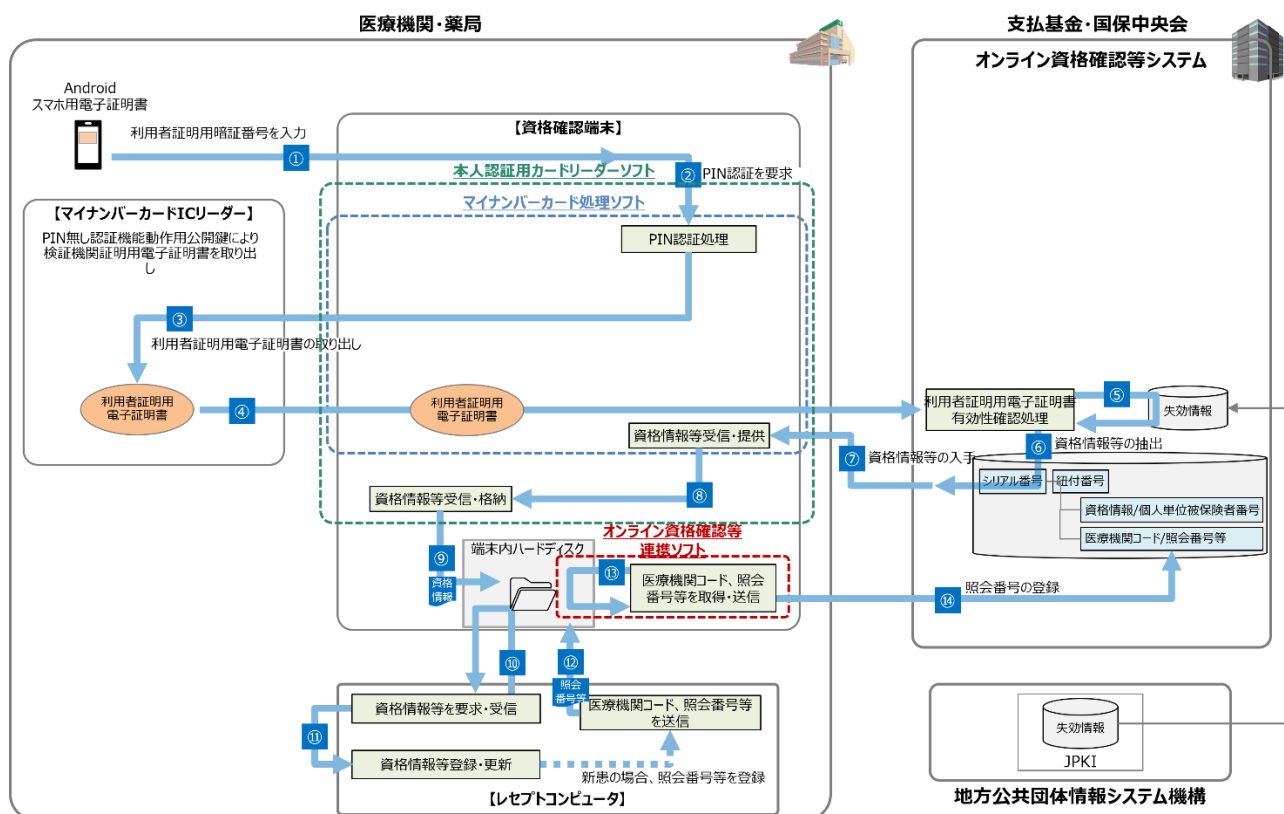 医療機関・薬局
支払基金・国保中央会
オンライン資格確認等システム
Android
スマホ用電子証明書
利用者証明用暗証番号を入力
①
【資格確認端末】
本人認証用カードリーダーソフト
②
PIN認証を要求
マイナンバーカード処理ソフト
【マイナンバーカードICリーダー】
PIN無し認証機能動作用公開鍵により
検証機関証明用電子証明書を取り出
し
PIN認証処理
③
利用者証明用電子証明書の取り出し
利用者証明用
電子証明書
④
利用者証明用
電子証明書
利用者証明用電子証明書
有効性確認処理
⑤
失効情報
資格情報等受信・提供
⑦
資格情報等の入手
⑥
資格情報等の抽出
シリアル番号
紐付番号
資格情報/個人単位被保険者番号
医療機関コード/照会番号等
⑧
資格情報等受信・格納
オンライン資格確認等
連携ソフト
⑨
資格
情報
端末内ハードディスク
⑬
医療機関コード、照会
番号等を取得・送信
⑭
照会番号の登録
⑩
⑫
照会
番号等
資格情報等を要求・受信
医療機関コード、照会番号等
を送信
⑪
資格情報等登録・更新
新患の場合、照会番号等を登録
【レセプトコンピュータ】
失効情報
JPKI
地方公共団体情報システム機構